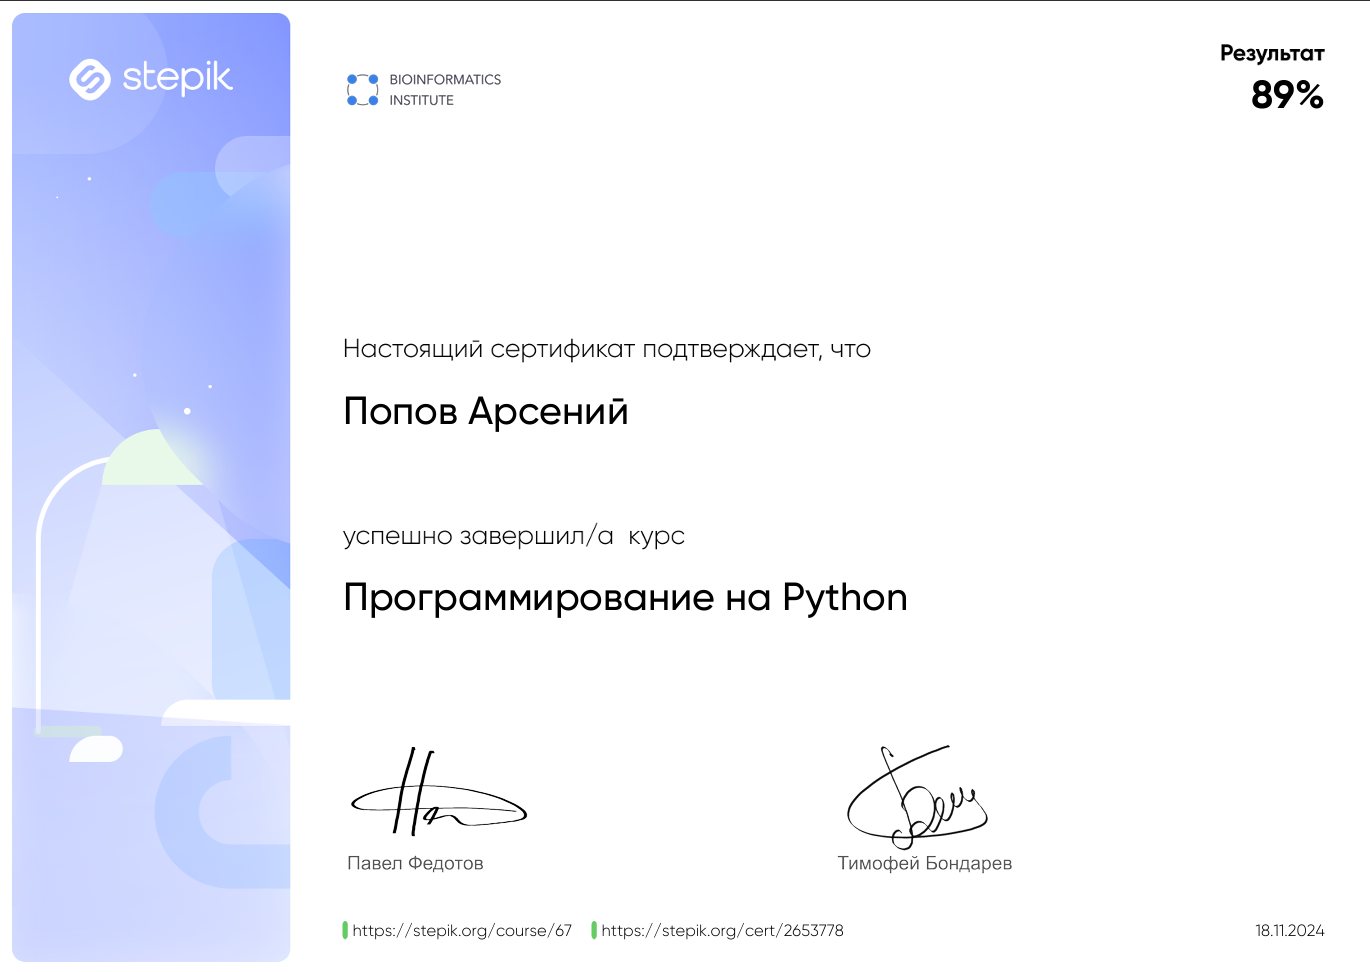 stepik
BIOINFORMATICS
INSTITUTE
Результат
89%
Настоящий сертификат подтверждает, что
Попов Арсений
успешно завершил/а курс
Программирование на Python
Павел Федотов
Тимофей Бондарев
https://stepik.org/course/67
https://stepik.org/cert/2653778
18.11.2024